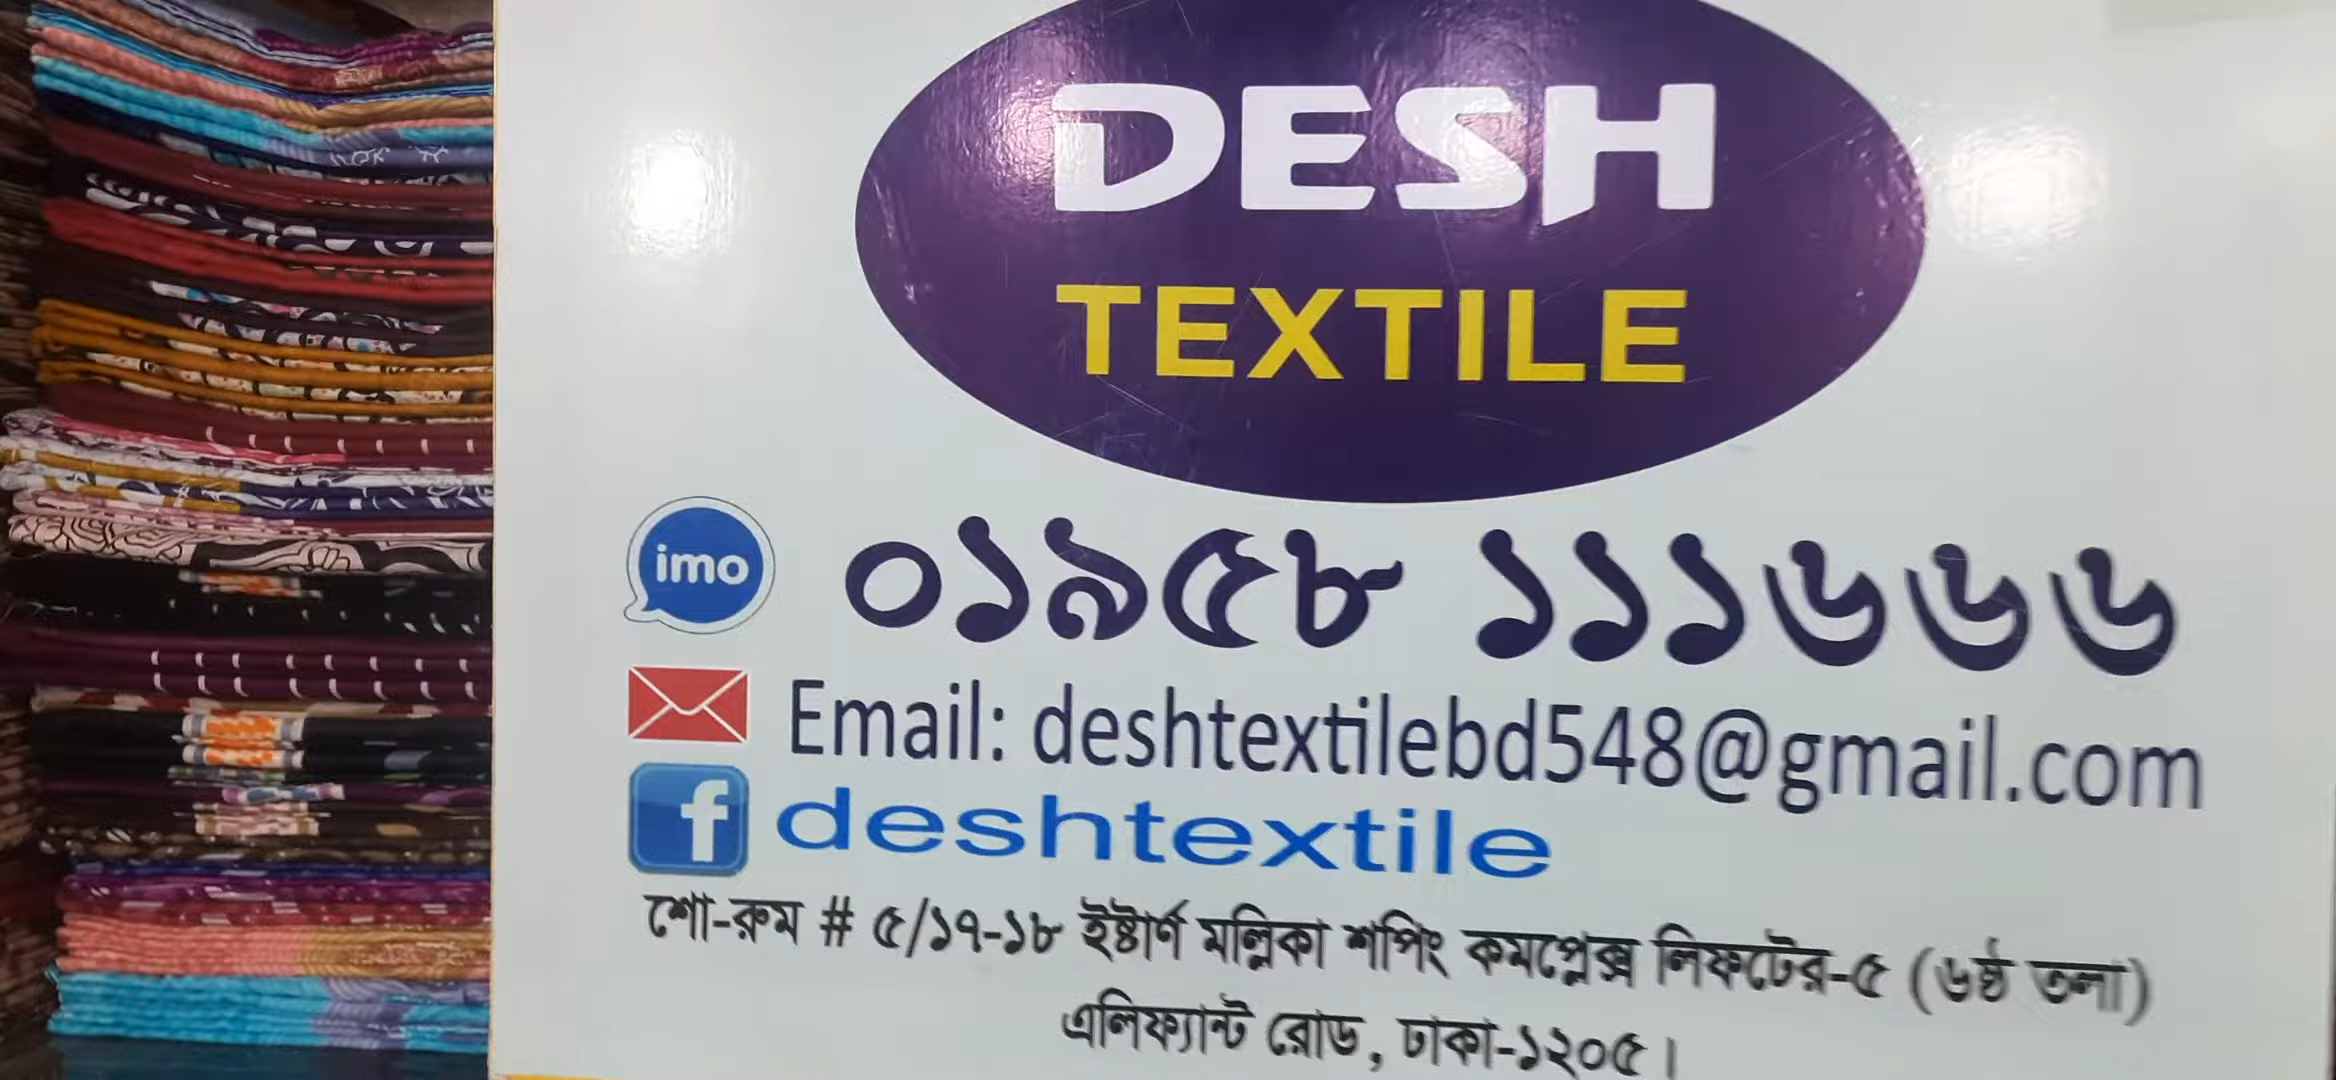 DESH
TEXTILE
imo ০১৯৫৮ ১১১৬৬৬
Email: deshtextilebd548@gmail.com
f deshtextile
শো-রুম # ৫/১৭-১৮ ইষ্টার্ণ মল্লিকা শপিং কমপ্লেক্স লিফটের-৫ (৬ষ্ঠ তলা)
এলিফ্যান্ট রোড, ঢাকা-১২০৫।